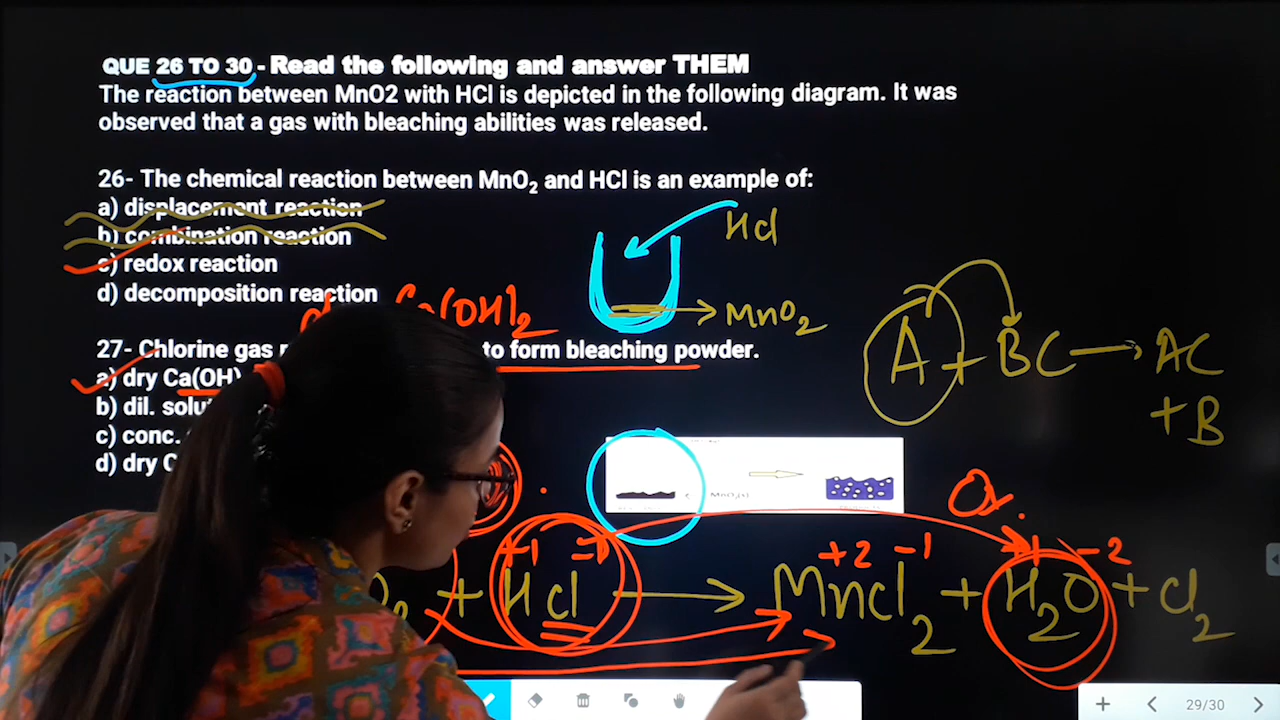 QUE 26 TO 30 - Read the following and answer THEM
The reaction between MnO2 with HCl is depicted in the following diagram. It was
observed that a gas with bleaching abilities was released.
26- The chemical reaction between MnO₂ and HCl is an example of:
a) displacement reaction
b) combination reaction
c) redox reaction
d) decomposition reaction
HCl
MnO₂
Ca(OH)₂
27- Chlorine gas to form bleaching powder.
a) dry Ca(OH)
b) dil.
c) conc.
d) dry
A + BC → AC
+ B
MnO₂(s)
Ox.
+1 -1 +2 -1 +1 -2
+ HCl → MnCl₂ + H₂O + Cl₂
29/30